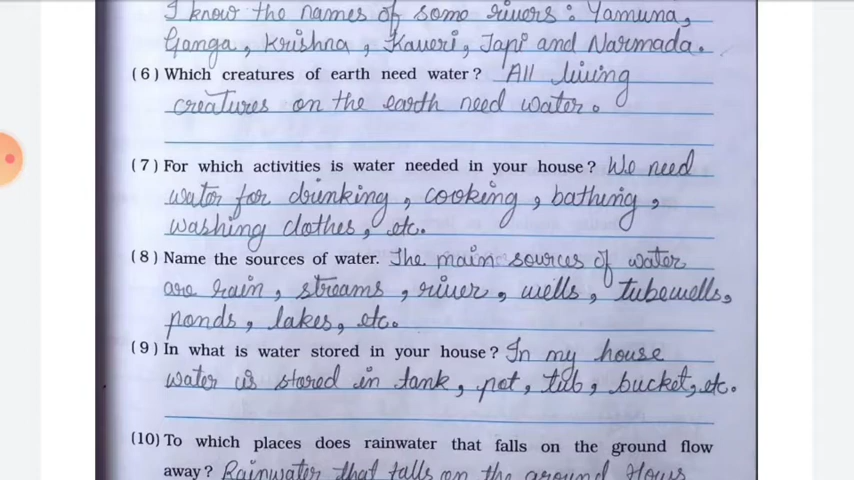 I know the names of some rivers: Yamuna,
Ganga, Krishna, Kaveri, Tapi and Narmada.
(6) Which creatures of earth need water? All living
creatures on the earth need water.
(7) For which activities is water needed in your house? We need
water for drinking, cooking, bathing,
washing clothes, etc.
(8) Name the sources of water. The main sources of water
are rain, streams, river, wells, tubewells,
ponds, lakes, etc.
(9) In what is water stored in your house? In my house
water is stored in tank, pot, tub, bucket, etc.
(10) To which places does rainwater that falls on the ground flow
away? Rainwater that falls on the ground flows